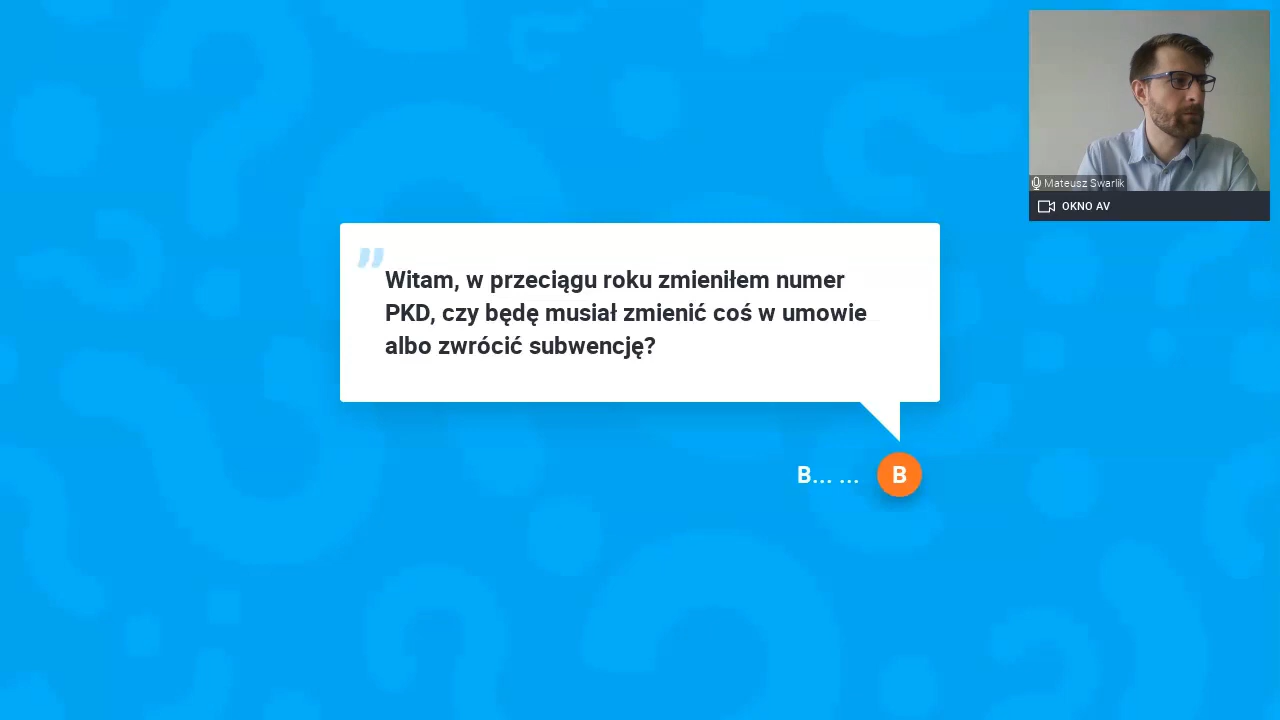 Mateusz Swarlik
OKNO AV
” Witam, w przeciągu roku zmieniłem numer
PKD, czy będę musiał zmienić coś w umowie
albo zwrócić subwencję?
B... ...
B